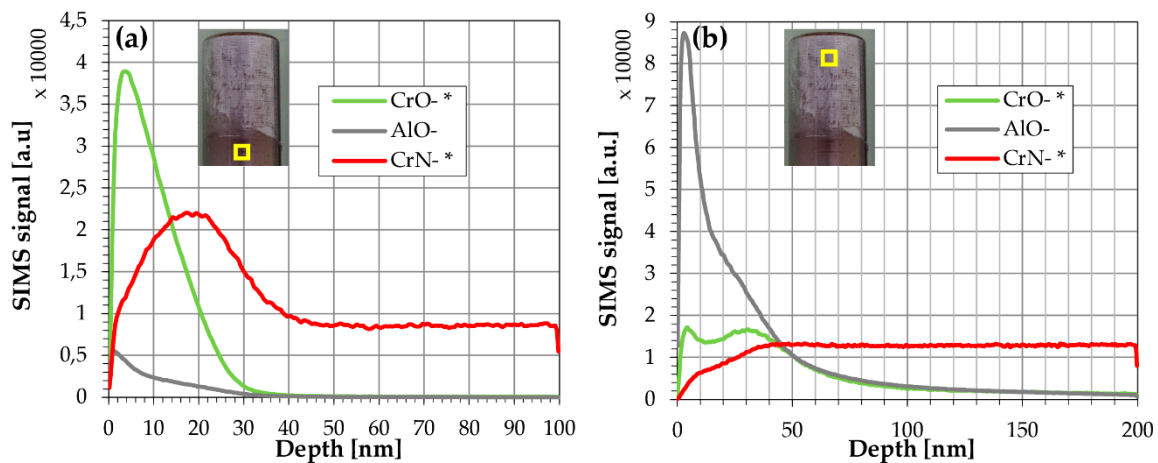 (a)
x 10000
SIMS signal [a.u]
4,5
4
3,5
3
2,5
2
1,5
1
0,5
0
CrO- *
AlO-
CrN- *
0 10 20 30 40 50 60 70 80 90 100
Depth [nm]
(b)
x 10000
SIMS signal [a.u.]
9
8
7
6
5
4
3
2
1
0
CrO- *
AlO-
CrN- *
0 50 100 150 200
Depth [nm]